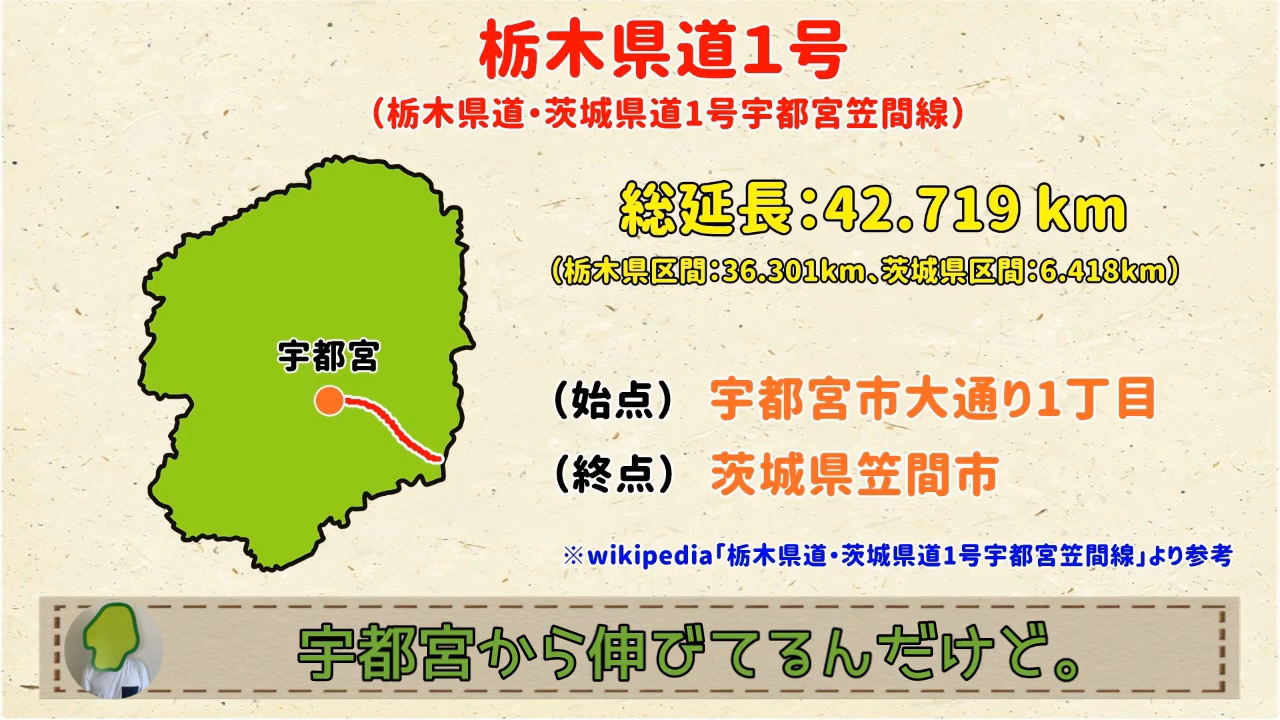 栃木県道1号
（栃木県道・茨城県道1号宇都宮笠間線）
総延長：42.719 km
（栃木県区間：36.301km、茨城県区間：6.418km）
宇都宮
（始点） 宇都宮市大通り1丁目
（終点） 茨城県笠間市
※wikipedia「栃木県道・茨城県道1号宇都宮笠間線」より参考
宇都宮から伸びてるんだけど。